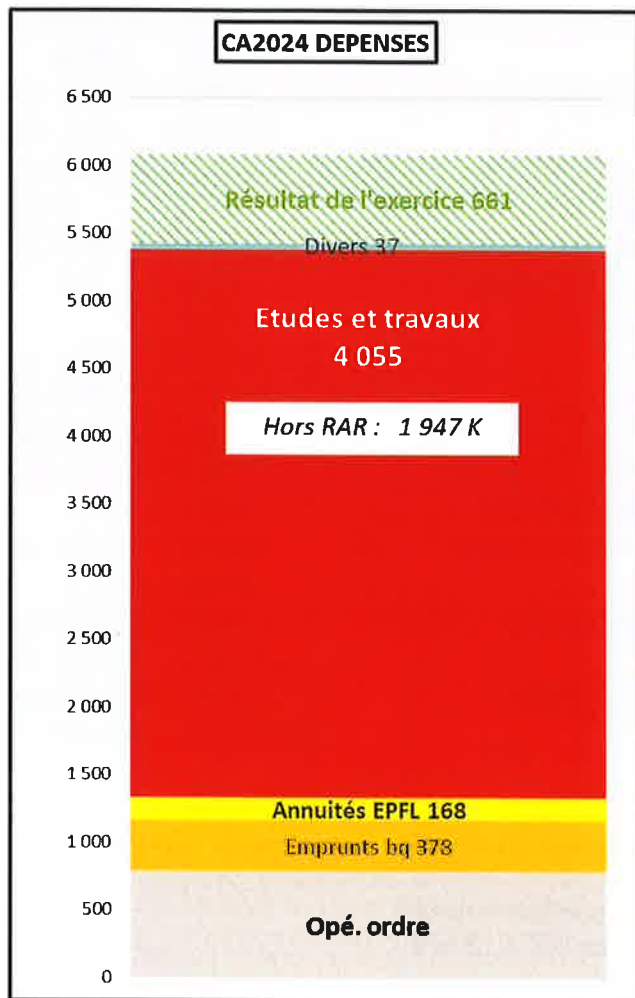 CA2024 DEPENSES
6 500
6 000
Résultat de l'exercice 661
5 500
Divers 37
5 000
Etudes et travaux
4 500
4 055
4 000
Hors RAR : 1 947 K
3 500
3 000
2 500
2 000
1 500
Annuités EPFL 168
1 000
Emprunts bq 373
500
Opé. ordre
0